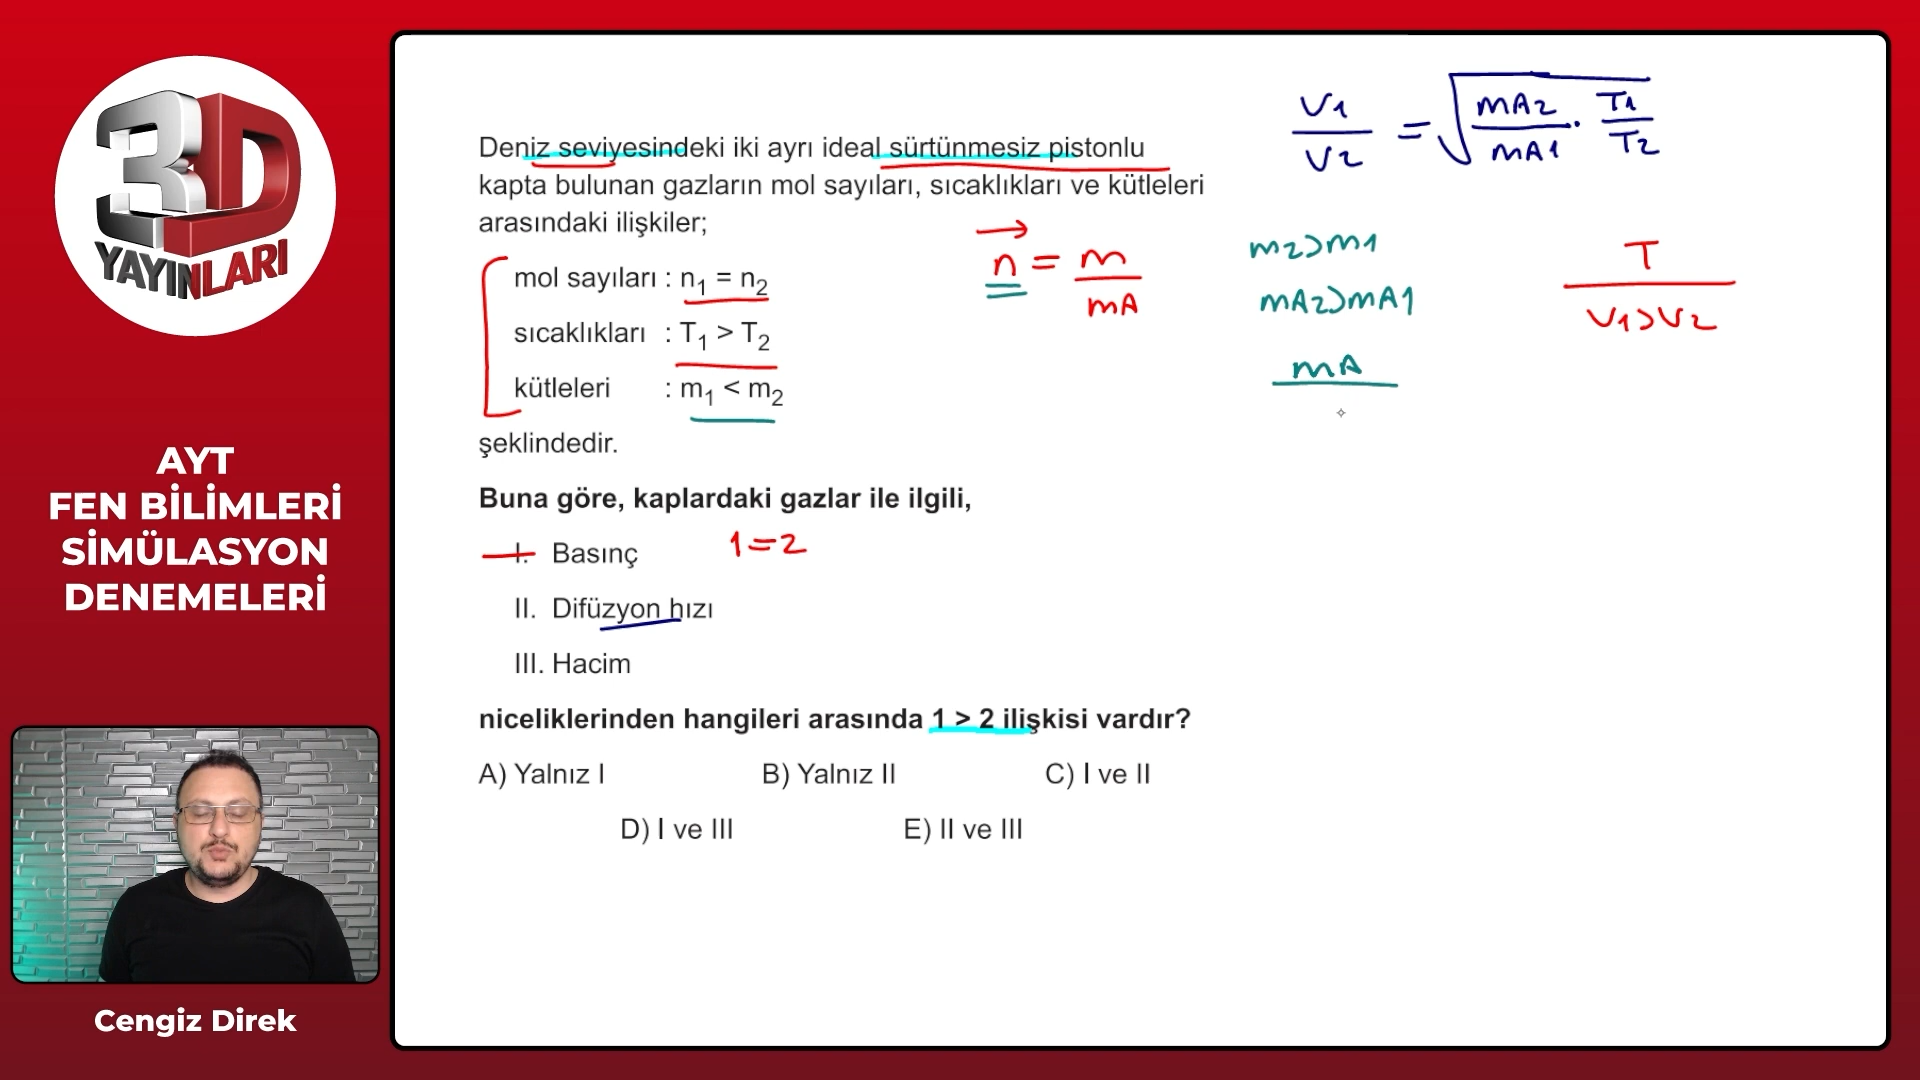 3D
YAYINLARI
AYT
FEN BİLİMLERİ
SİMÜLASYON
DENEMELERİ
Cengiz Direk
Deniz seviyesindeki iki ayrı ideal sürtünmesiz pistonlu
kapta bulunan gazların mol sayıları, sıcaklıkları ve kütleleri
arasındaki ilişkiler;
mol sayıları : n₁ = n₂
sıcaklıkları : T₁ > T₂
kütleleri : m₁ < m₂
şeklindedir.
Buna göre, kaplardaki gazlar ile ilgili,
I. Basınç 1=2
II. Difüzyon hızı
III. Hacim
niceliklerinden hangileri arasında 1 > 2 ilişkisi vardır?
A) Yalnız I B) Yalnız II C) I ve II
D) I ve III E) II ve III
V1/V2 = √(mA2/mA1 · T1/T2)
n = m/mA
m2>m1
mA2>mA1
mA
T
V1>V2